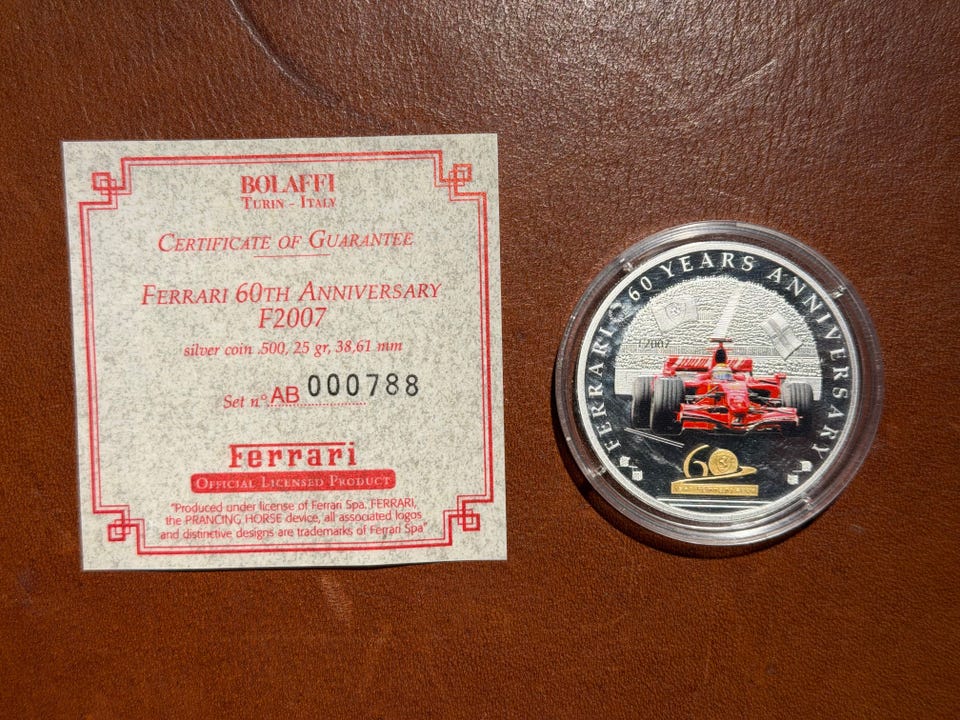 BOLAFFI
TURIN - ITALY
CERTIFICATE OF GUARANTEE
FERRARI 60TH ANNIVERSARY
F2007
silver coin .500, 25 gr, 38,61 mm
Set n° AB 000788
Ferrari
OFFICIAL LICENSED PRODUCT
"Produced under license of Ferrari Spa, FERRARI,
the PRANCING HORSE device, all associated logos
and distinctive designs are trademarks of Ferrari Spa"
FERRARI 60 YEARS ANNIVERSARY
F2007
60